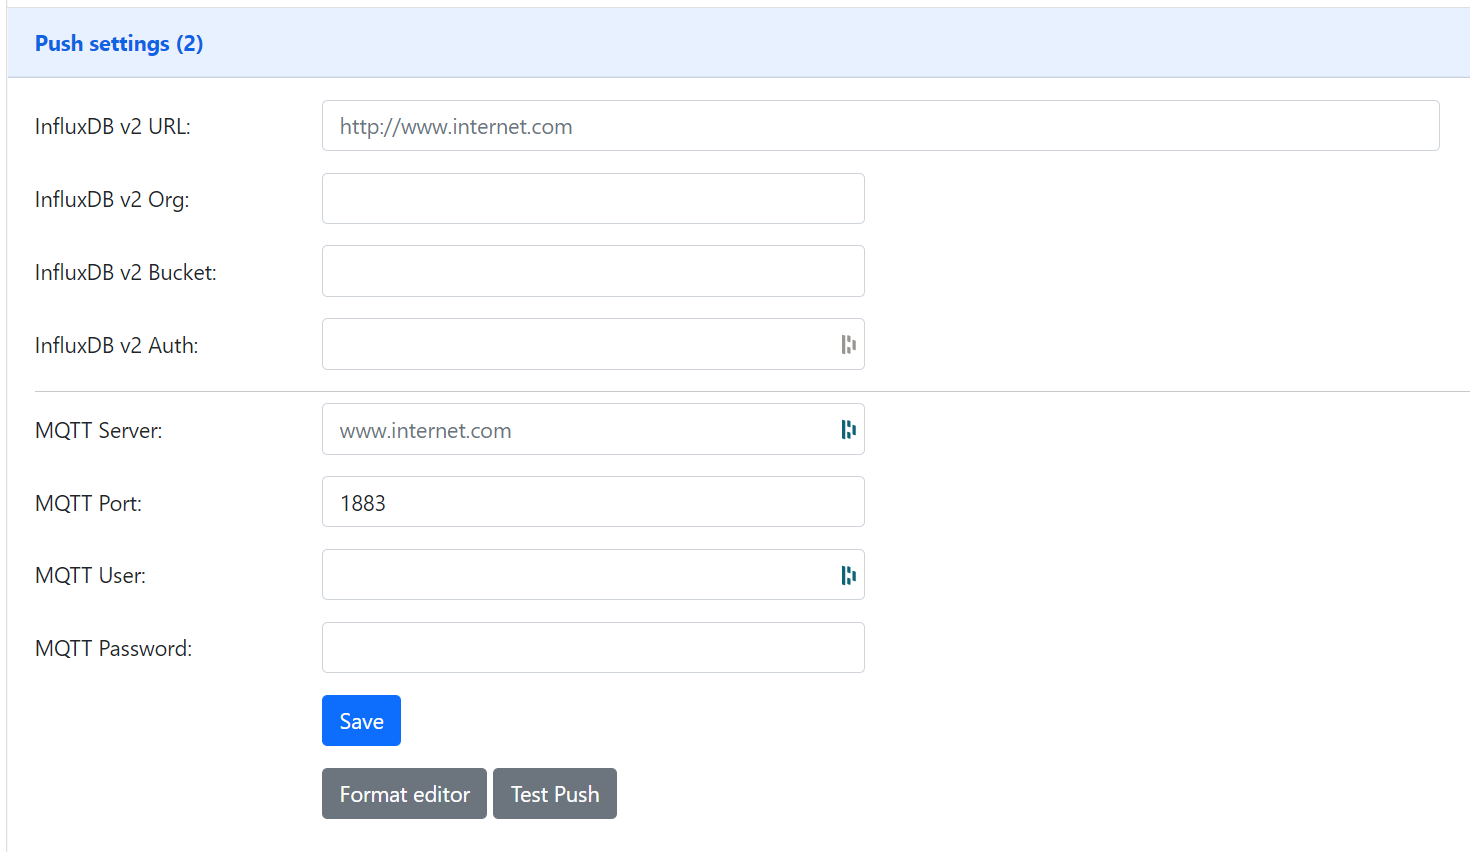 Push settings (2)
InfluxDB v2 URL:
http://www.internet.com
InfluxDB v2 Org:
InfluxDB v2 Bucket:
InfluxDB v2 Auth:
MQTT Server:
www.internet.com
MQTT Port:
1883
MQTT User:
MQTT Password:
Save
Format editor
Test Push